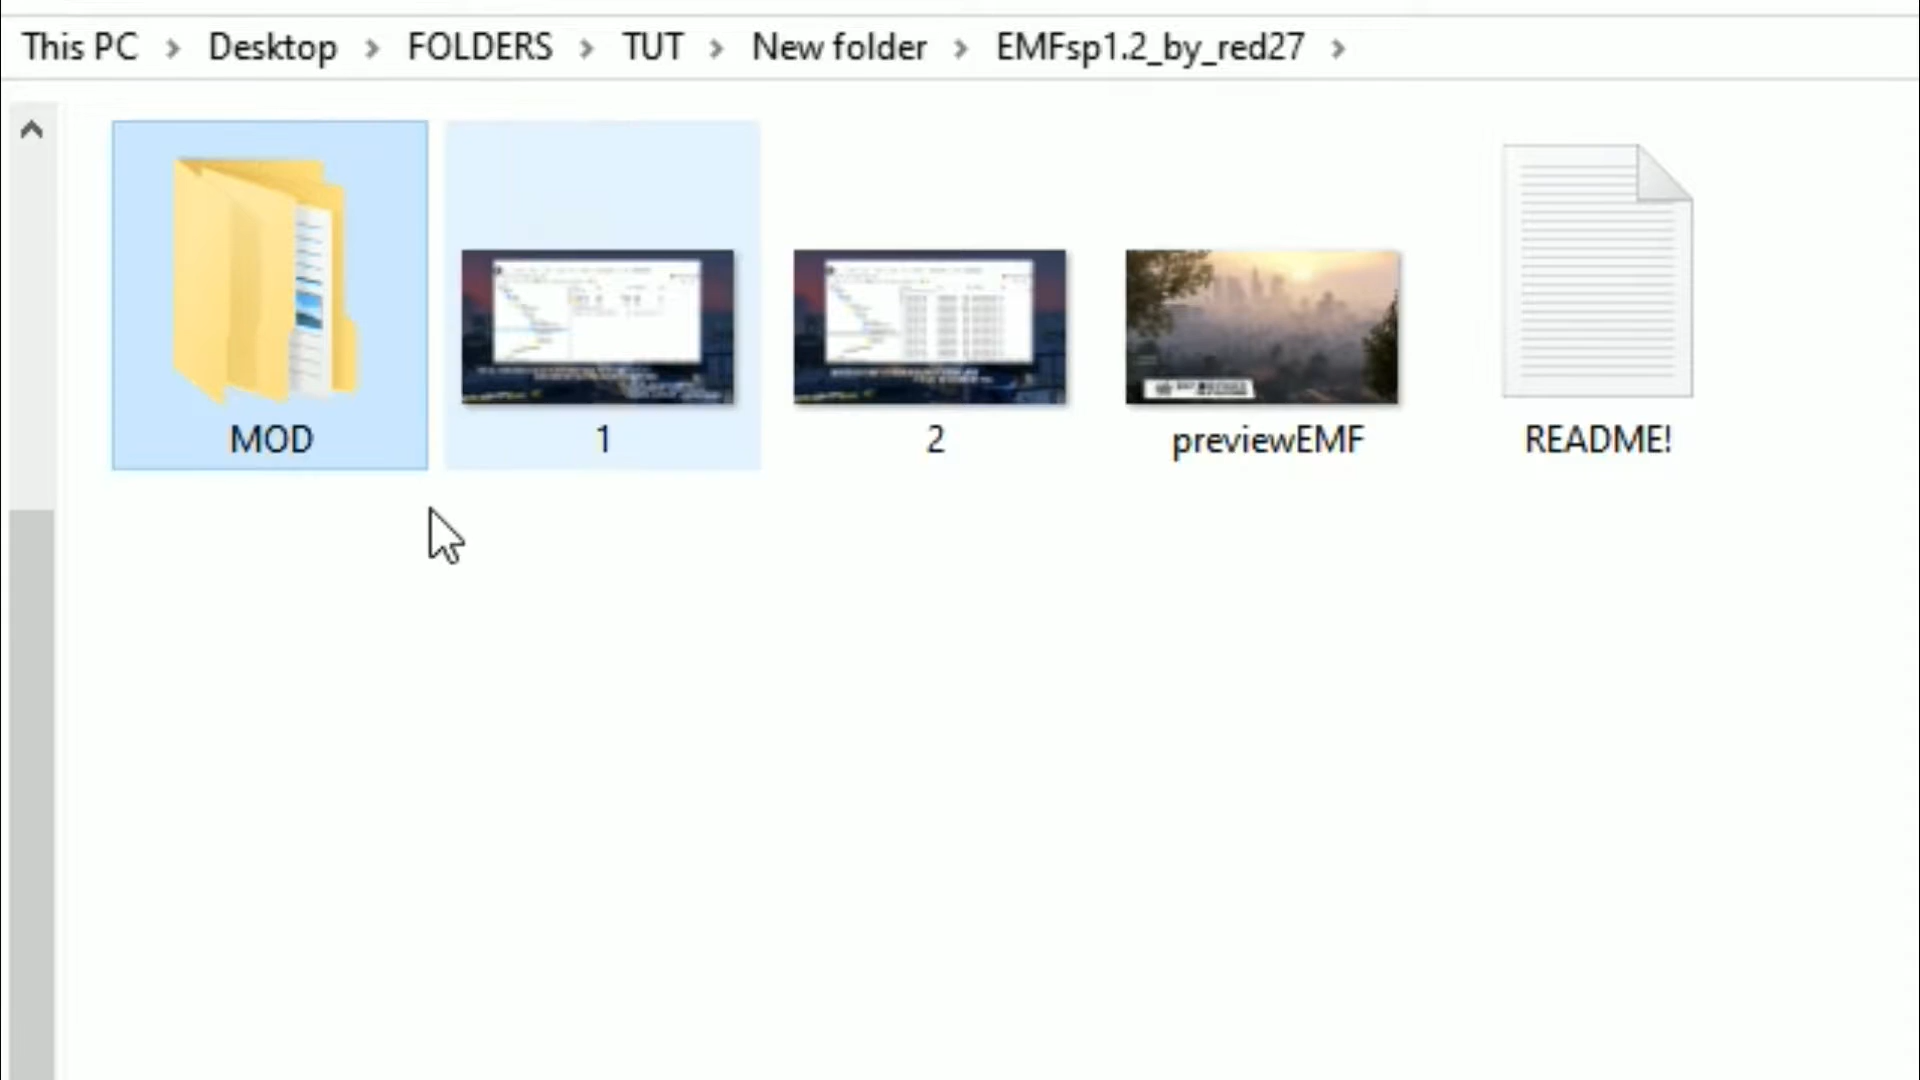 This PC > Desktop > FOLDERS > TUT > New folder > EMFsp1.2_by_red27 >
MOD
1
2
previewEMF
README!